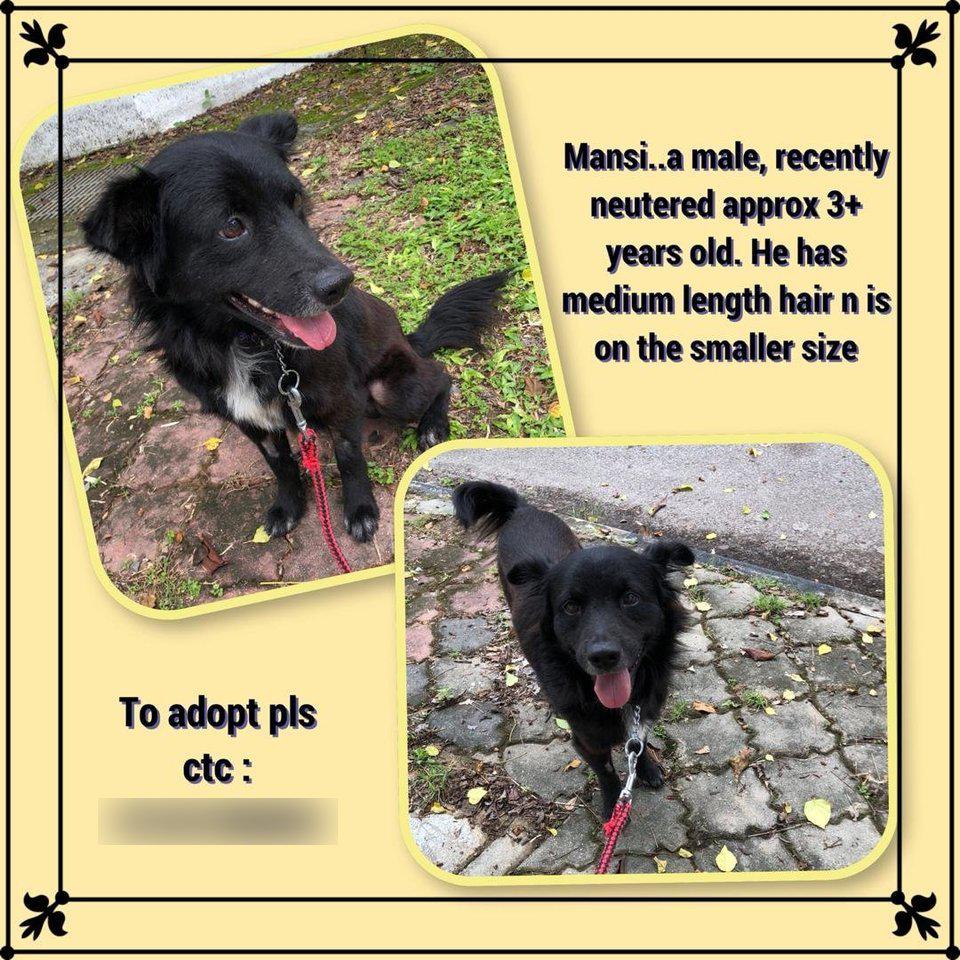 Mansi..a male, recently
neutered approx 3+
years old. He has
medium length hair n is
on the smaller size
To adopt pls
ctc :